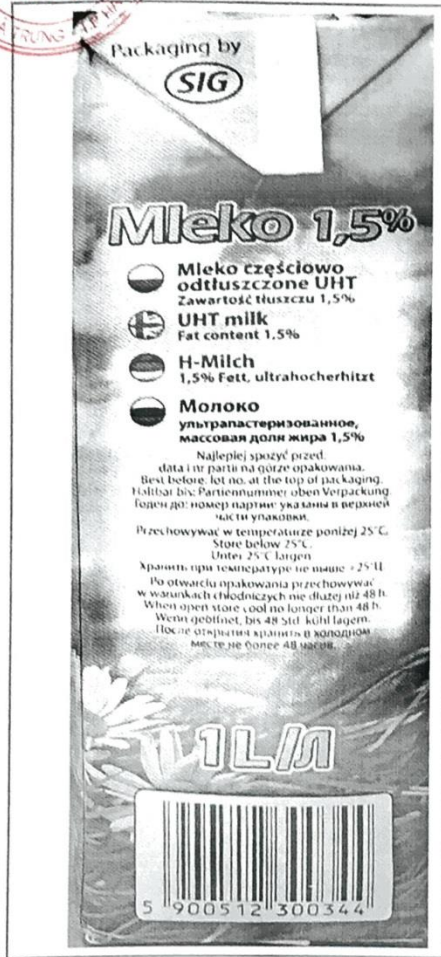 TRUNG
Packaging by
SIG
Mleko 1,5%
Mleko częściowo
odtłuszczone UHT
Zawartość tłuszczu 1,5%
UHT milk
Fat content 1.5%
H-Milch
1,5% Fett, ultrahocherhitzt
Молоко
ультрапастеризованное,
массовая доля жира 1,5%
Najlepiej spożyć przed:
data i nr partii na górze opakowania.
Best before, lot no. at the top of packaging.
Haltbar bis: Partiennummer oben Verpackung.
Годен до: номер партии указаны в верхней
части упаковки.
Przechowywać w temperaturze poniżej 25°C.
Store below 25°C.
Unter 25°C largen
Хранить при температуре не выше +25°Ц
Po otwarciu opakowania przechowywać
w warunkach chłodniczych nie dłużej niż 48 h.
When open store cool no longer than 48 h.
Wenn geöffnet, bis 48 Std. kühl lagern.
После открытия хранить в холодном
месте не более 48 часов.
1L/Л
5 900512 300344